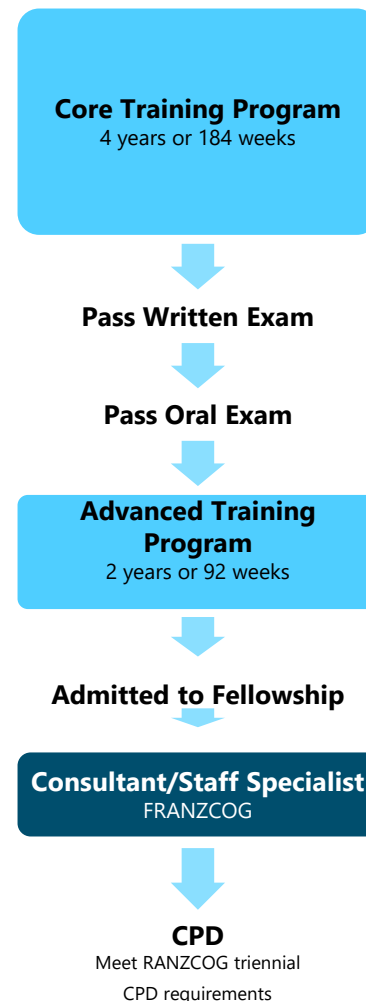 Core Training Program
4 years or 184 weeks
Pass Written Exam
Pass Oral Exam
Advanced Training
Program
2 years or 92 weeks
Admitted to Fellowship
Consultant/Staff Specialist
FRANZCOG
CPD
Meet RANZCOG triennial
CPD requirements